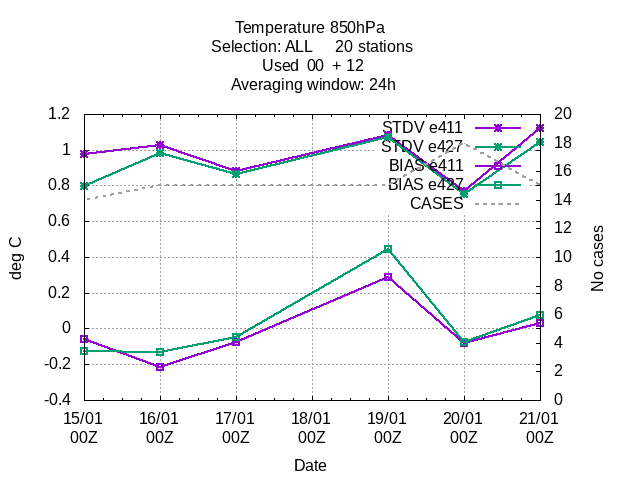 Temperature 850hPa
Selection: ALL 20 stations
Used 00 + 12
Averaging window: 24h
1.2
1
0.8
0.6
0.4
0.2
0
-0.2
-0.4
deg C
20
18
16
14
12
10
8
6
4
2
0
No cases
STDV e411
STDV e427
BIAS e411
BIAS e427
CASES
15/01 16/01 17/01 18/01 19/01 20/01 21/01
00Z 00Z 00Z 00Z 00Z 00Z 00Z
Date